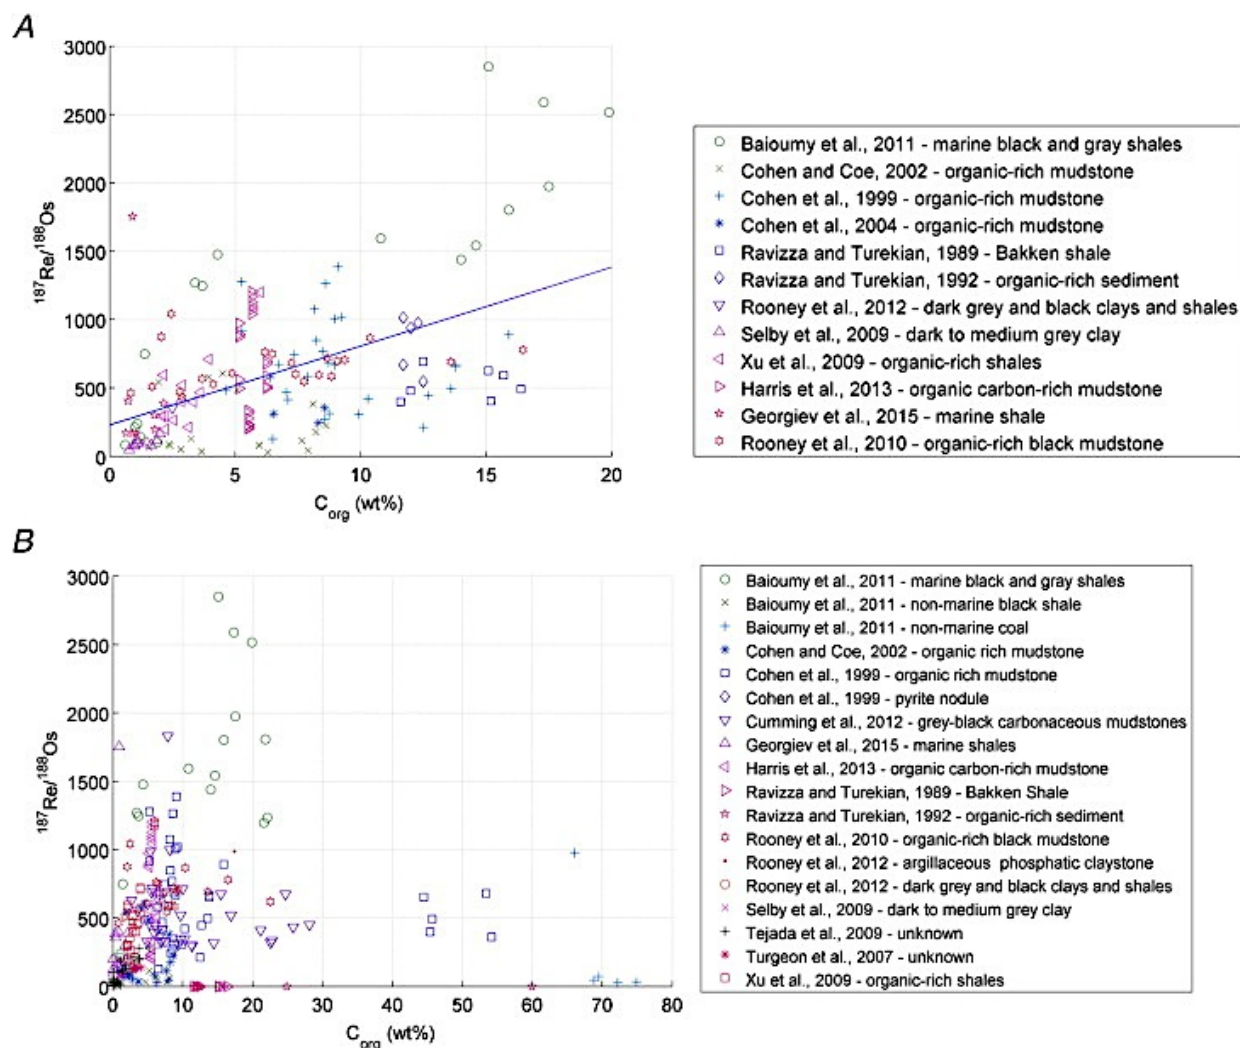 A
3000
2500
2000
1500
1000
500
0
187Re/188Os
0 5 10 15 20
Corg (wt%)
Baioumy et al., 2011 - marine black and gray shales
Cohen and Coe, 2002 - organic-rich mudstone
Cohen et al., 1999 - organic-rich mudstone
Cohen et al., 2004 - organic-rich mudstone
Ravizza and Turekian, 1989 - Bakken shale
Ravizza and Turekian, 1992 - organic-rich sediment
Rooney et al., 2012 - dark grey and black clays and shales
Selby et al., 2009 - dark to medium grey clay
Xu et al., 2009 - organic-rich shales
Harris et al., 2013 - organic carbon-rich mudstone
Georgiev et al., 2015 - marine shale
Rooney et al., 2010 - organic-rich black mudstone
B
3000
2500
2000
1500
1000
500
0
187Re/188Os
0 10 20 30 40 50 60 70 80
Corg (wt%)
Baioumy et al., 2011 - marine black and gray shales
Baioumy et al., 2011 - non-marine black shale
Baioumy et al., 2011 - non-marine coal
Cohen and Coe, 2002 - organic rich mudstone
Cohen et al., 1999 - organic rich mudstone
Cohen et al., 1999 - pyrite nodule
Cumming et al., 2012 - grey-black carbonaceous mudstones
Georgiev et al., 2015 - marine shales
Harris et al., 2013 - organic carbon-rich mudstone
Ravizza and Turekian, 1989 - Bakken Shale
Ravizza and Turekian, 1992 - organic-rich sediment
Rooney et al., 2010 - organic-rich black mudstone
Rooney et al., 2012 - argillaceous phosphatic claystone
Rooney et al., 2012 - dark grey and black clays and shales
Selby et al., 2009 - dark to medium grey clay
Tejada et al., 2009 - unknown
Turgeon et al., 2007 - unknown
Xu et al., 2009 - organic-rich shales